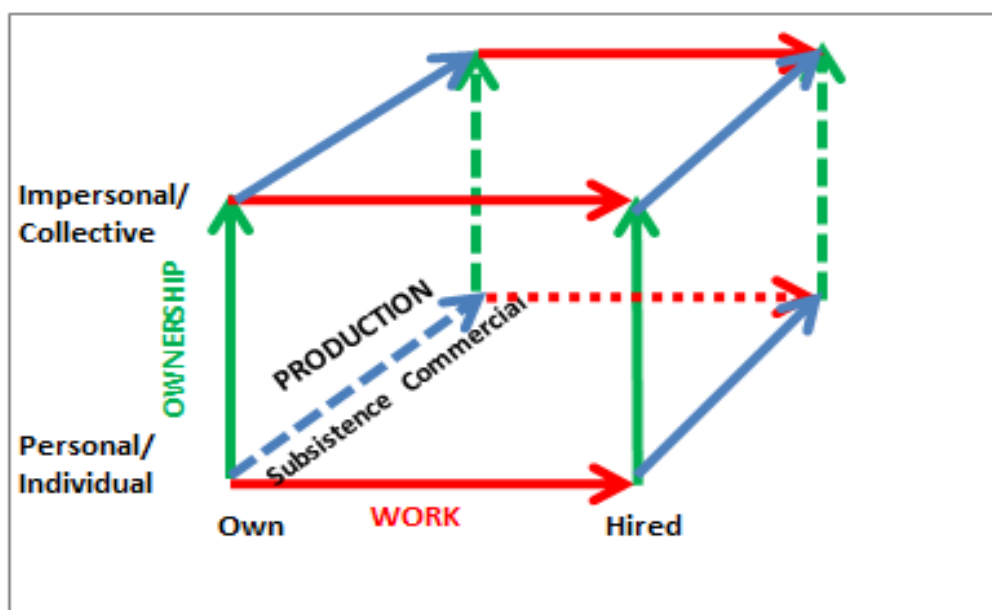 Impersonal/
Collective
OWNERSHIP
PRODUCTION
Subsistence Commercial
Personal/
Individual
Own
WORK
Hired